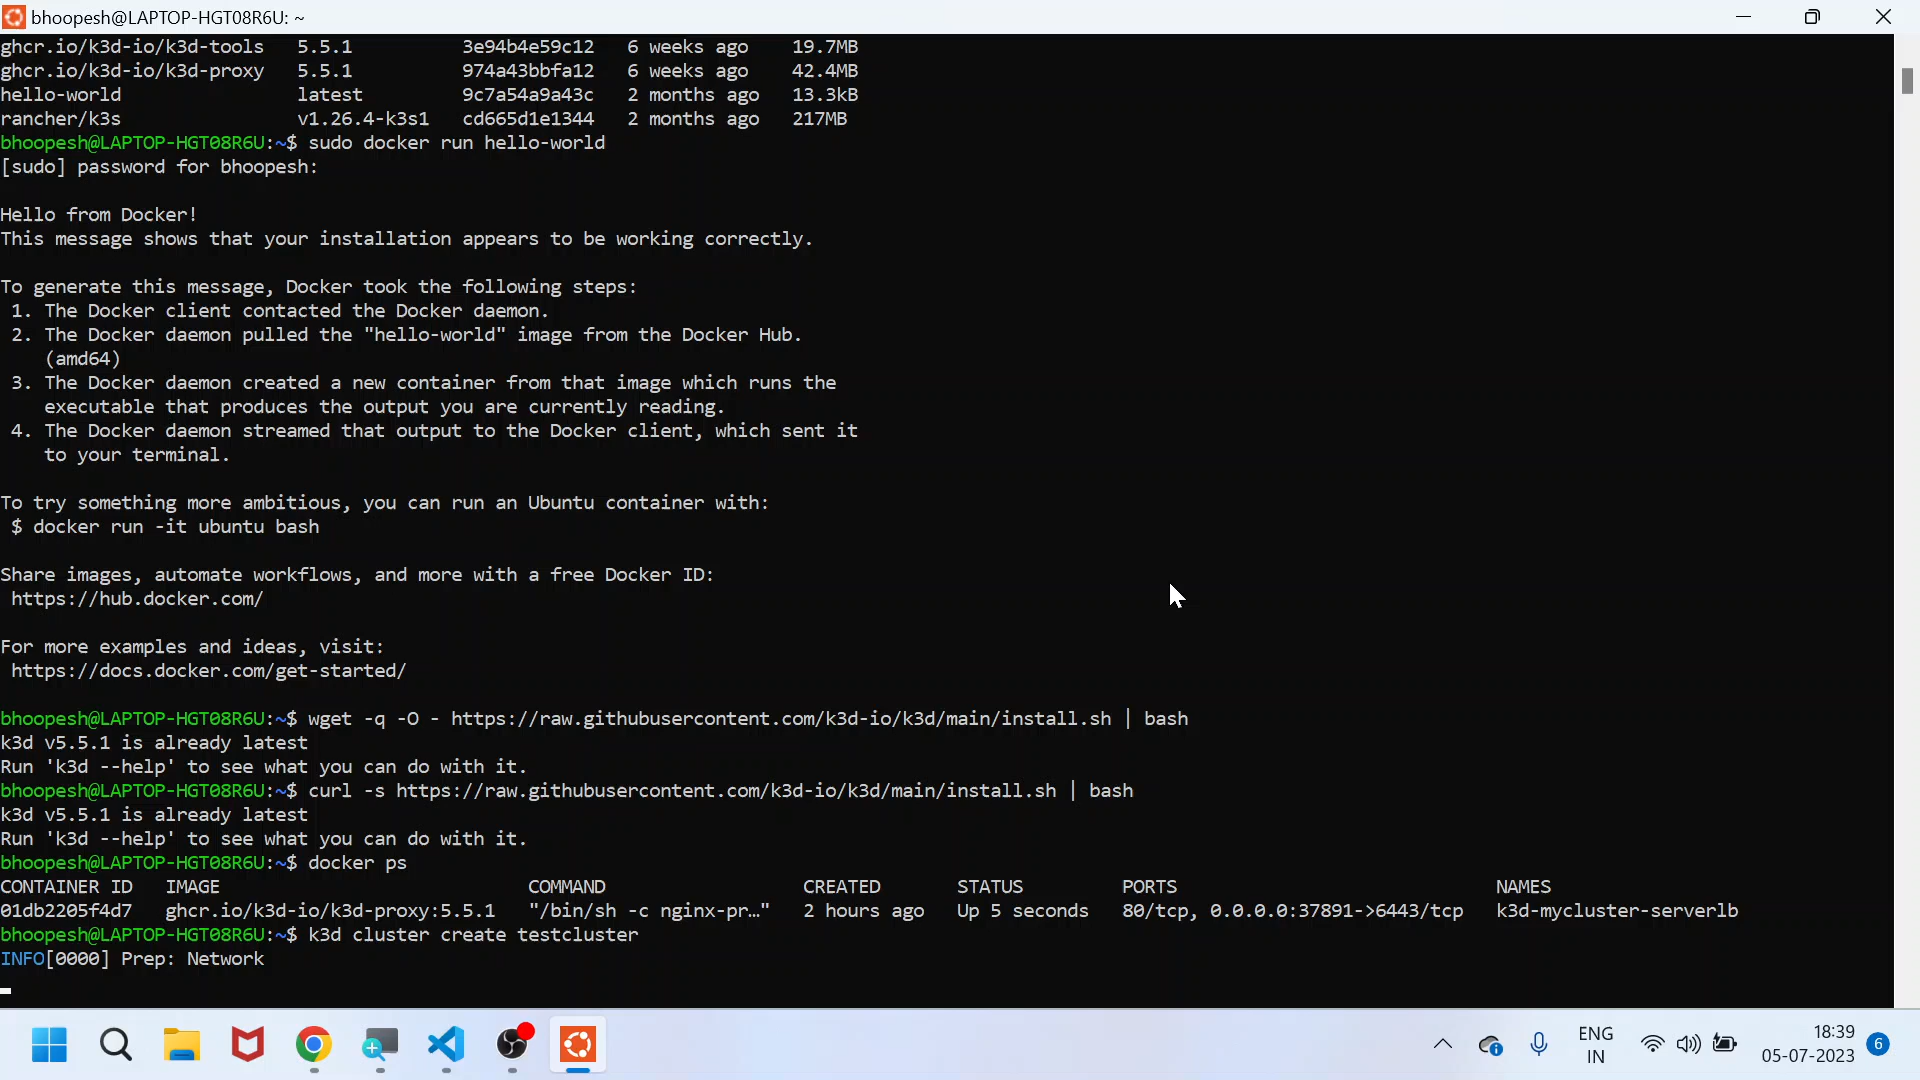 bhoopesh@LAPTOP-HGT08R6U: ~
ghcr.io/k3d-io/k3d-tools 5.5.1 3e94b4e59c12 6 weeks ago 19.7MB
ghcr.io/k3d-io/k3d-proxy 5.5.1 974a43bbfa12 6 weeks ago 42.4MB
hello-world latest 9c7a54a9a43c 2 months ago 13.3kB
rancher/k3s v1.26.4-k3s1 cd665d1e1344 2 months ago 217MB
bhoopesh@LAPTOP-HGT08R6U:~$ sudo docker run hello-world
[sudo] password for bhoopesh:
Hello from Docker!
This message shows that your installation appears to be working correctly.
To generate this message, Docker took the following steps:
1. The Docker client contacted the Docker daemon.
2. The Docker daemon pulled the "hello-world" image from the Docker Hub.
(amd64)
3. The Docker daemon created a new container from that image which runs the
executable that produces the output you are currently reading.
4. The Docker daemon streamed that output to the Docker client, which sent it
to your terminal.
To try something more ambitious, you can run an Ubuntu container with:
$ docker run -it ubuntu bash
Share images, automate workflows, and more with a free Docker ID:
https://hub.docker.com/
For more examples and ideas, visit:
https://docs.docker.com/get-started/
bhoopesh@LAPTOP-HGT08R6U:~$ wget -q -O - https://raw.githubusercontent.com/k3d-io/k3d/main/install.sh | bash
k3d v5.5.1 is already latest
Run 'k3d --help' to see what you can do with it.
bhoopesh@LAPTOP-HGT08R6U:~$ curl -s https://raw.githubusercontent.com/k3d-io/k3d/main/install.sh | bash
k3d v5.5.1 is already latest
Run 'k3d --help' to see what you can do with it.
bhoopesh@LAPTOP-HGT08R6U:~$ docker ps
CONTAINER ID IMAGE COMMAND CREATED STATUS PORTS NAMES
01db2205f4d7 ghcr.io/k3d-io/k3d-proxy:5.5.1 "/bin/sh -c nginx-pr…" 2 hours ago Up 5 seconds 80/tcp, 0.0.0.0:37891->6443/tcp k3d-mycluster-serverlb
bhoopesh@LAPTOP-HGT08R6U:~$ k3d cluster create testcluster
INFO[0000] Prep: Network
ENG
IN
18:39
05-07-2023
6